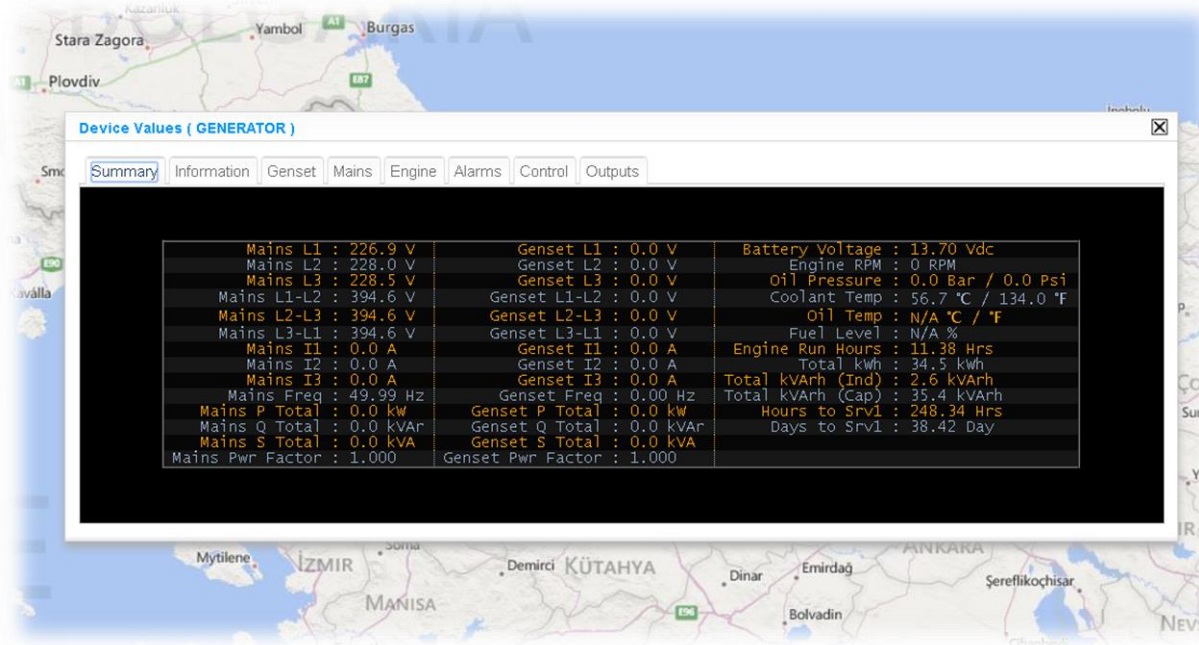 Kazanluk
BULGARIA
Stara Zagora
Yambol
A1
Burgas
A1
Plovdiv
E87
Device Values ( GENERATOR )
Summary Information Genset Mains Engine Alarms Control Outputs
Mains L1 : 226.9 V Genset L1 : 0.0 V Battery Voltage : 13.70 Vdc
Mains L2 : 228.0 V Genset L2 : 0.0 V Engine RPM : 0 RPM
Mains L3 : 228.5 V Genset L3 : 0.0 V Oil Pressure : 0.0 Bar / 0.0 Psi
Mains L1-L2 : 394.6 V Genset L1-L2 : 0.0 V Coolant Temp : 56.7 °C / 134.0 °F
Mains L2-L3 : 394.6 V Genset L2-L3 : 0.0 V Oil Temp : N/A °C / °F
Mains L3-L1 : 394.6 V Genset L3-L1 : 0.0 V Fuel Level : N/A %
Mains I1 : 0.0 A Genset I1 : 0.0 A Engine Run Hours : 11.38 Hrs
Mains I2 : 0.0 A Genset I2 : 0.0 A Total kWh : 34.5 kWh
Mains I3 : 0.0 A Genset I3 : 0.0 A Total kVArh (Ind) : 2.6 kVArh
Mains Freq : 49.99 Hz Genset Freq : 0.00 Hz Total kVArh (Cap) : 35.4 kVArh
Mains P Total : 0.0 kW Genset P Total : 0.0 kW Hours to Srv1 : 248.34 Hrs
Mains Q Total : 0.0 kVAr Genset Q Total : 0.0 kVAr Days to Srv1 : 38.42 Day
Mains S Total : 0.0 kVA Genset S Total : 0.0 kVA
Mains Pwr Factor : 1.000 Genset Pwr Factor : 1.000
E90
Mytilene
İZMIR
Soma
Demirci
KÜTAHYA
ANKARA
Dinar
Emirdağ
Şereflikoçhisar
MANISA
E96
Bolvadin